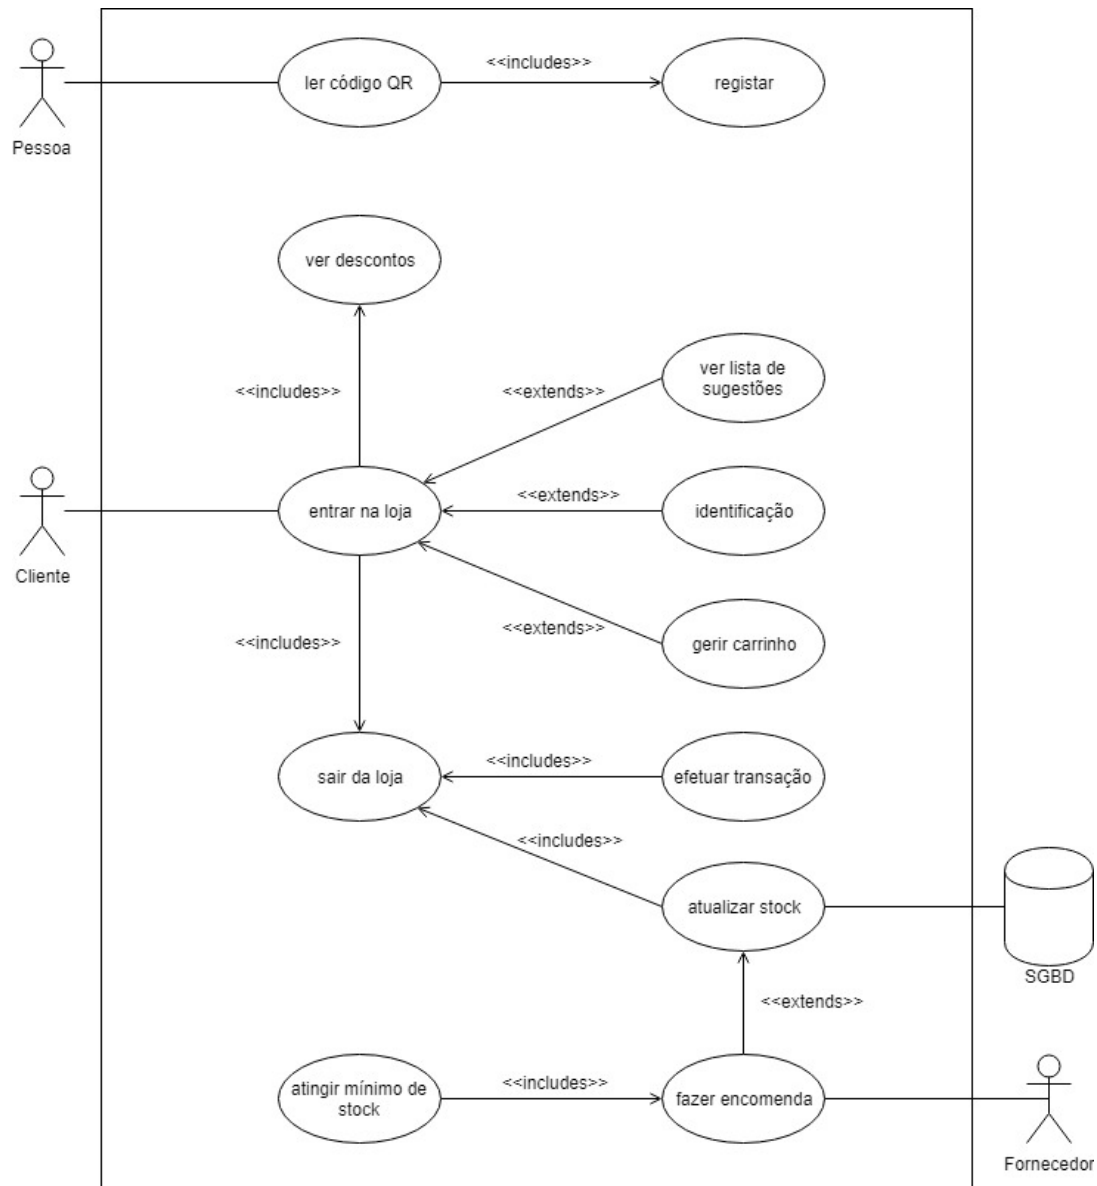 ler código QR
<<includes>>
registar
Pessoa
ver descontos
<<includes>>
<<extends>>
ver lista de
sugestões
Cliente
entrar na loja
<<extends>>
identificação
<<includes>>
<<extends>>
gerir carrinho
sair da loja
<<includes>>
efetuar transação
<<includes>>
atualizar stock
SGBD
<<extends>>
atingir mínimo de
stock
<<includes>>
fazer encomenda
Fornecedor